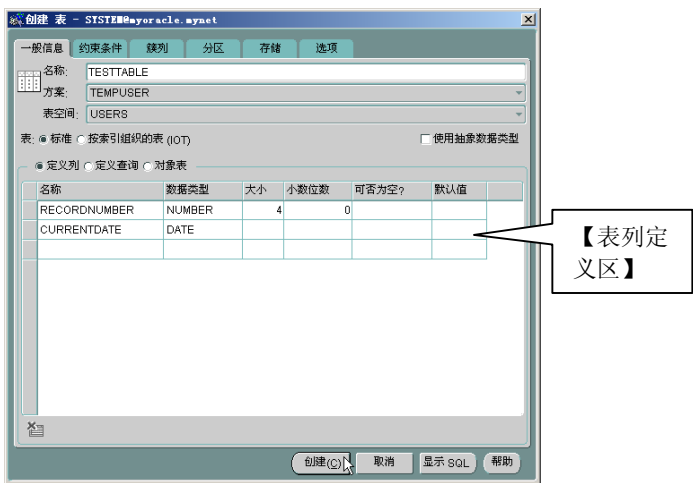 创建 表 - SYSTEM@myoracle.mynet
一般信息 约束条件 簇列 分区 存储 选项
名称: TESTTABLE
方案: TEMPUSER
表空间: USERS
表: 标准 按索引组织的表 (IOT) 使用抽象数据类型
定义列 定义查询 对象表
名称 数据类型 大小 小数位数 可否为空? 默认值
RECORDNUMBER NUMBER 4 0
CURRENTDATE DATE
【表列定
义区】
创建(C) 取消 显示 SQL 帮助